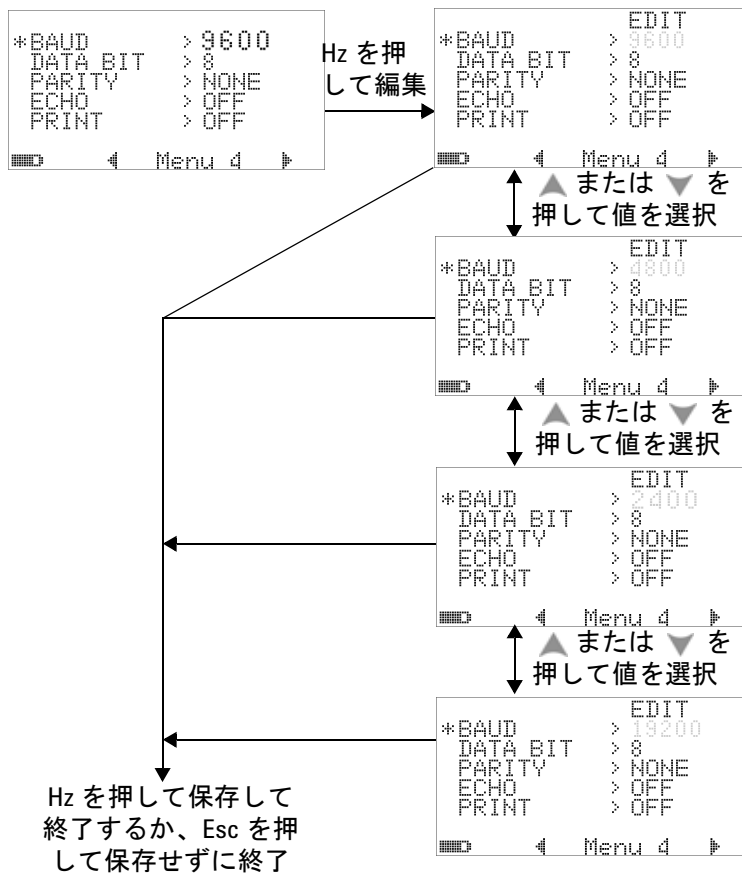 *BAUD > 9600
DATA BIT > 8
PARITY > NONE
ECHO > OFF
PRINT > OFF
Menu 4
Hz を押
して編集
EDIT
*BAUD > 9600
DATA BIT > 8
PARITY > NONE
ECHO > OFF
PRINT > OFF
Menu 4
▲ または ▼ を
押して値を選択
EDIT
*BAUD > 4800
DATA BIT > 8
PARITY > NONE
ECHO > OFF
PRINT > OFF
Menu 4
▲ または ▼ を
押して値を選択
EDIT
*BAUD > 2400
DATA BIT > 8
PARITY > NONE
ECHO > OFF
PRINT > OFF
Menu 4
▲ または ▼ を
押して値を選択
EDIT
*BAUD > 19200
DATA BIT > 8
PARITY > NONE
ECHO > OFF
PRINT > OFF
Menu 4
Hz を押して保存して
終了するか、Esc を押
して保存せずに終了